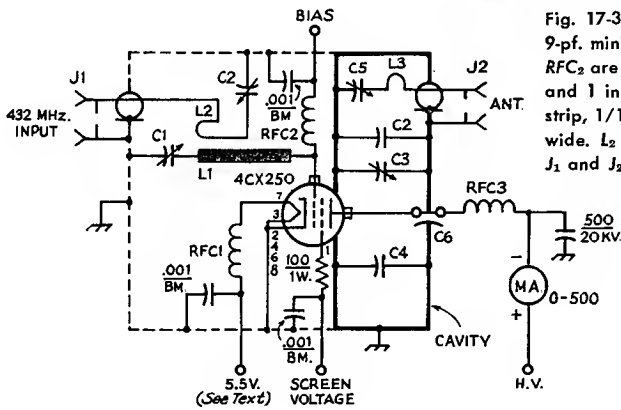 BIAS
Fig. 17-3
9-pf. mini
RFC₂ are
and 1 in
strip, 1/1
wide. L₂
J₁ and J₂
J1
432 MHz.
INPUT
C2
L2
.001
BM
RFC2
C1
L1
4CX250
C5
L3
J2
ANT.
C2
C3
C4
C6
RFC3
500
20KV.
-
MA.
0-500
+
H.V.
CAVITY
7
3
2
4
6
8
1
RFC1
100
1W.
.001
BM.
.001
BM.
5.5V.
(See Text)
SCREEN
VOLTAGE